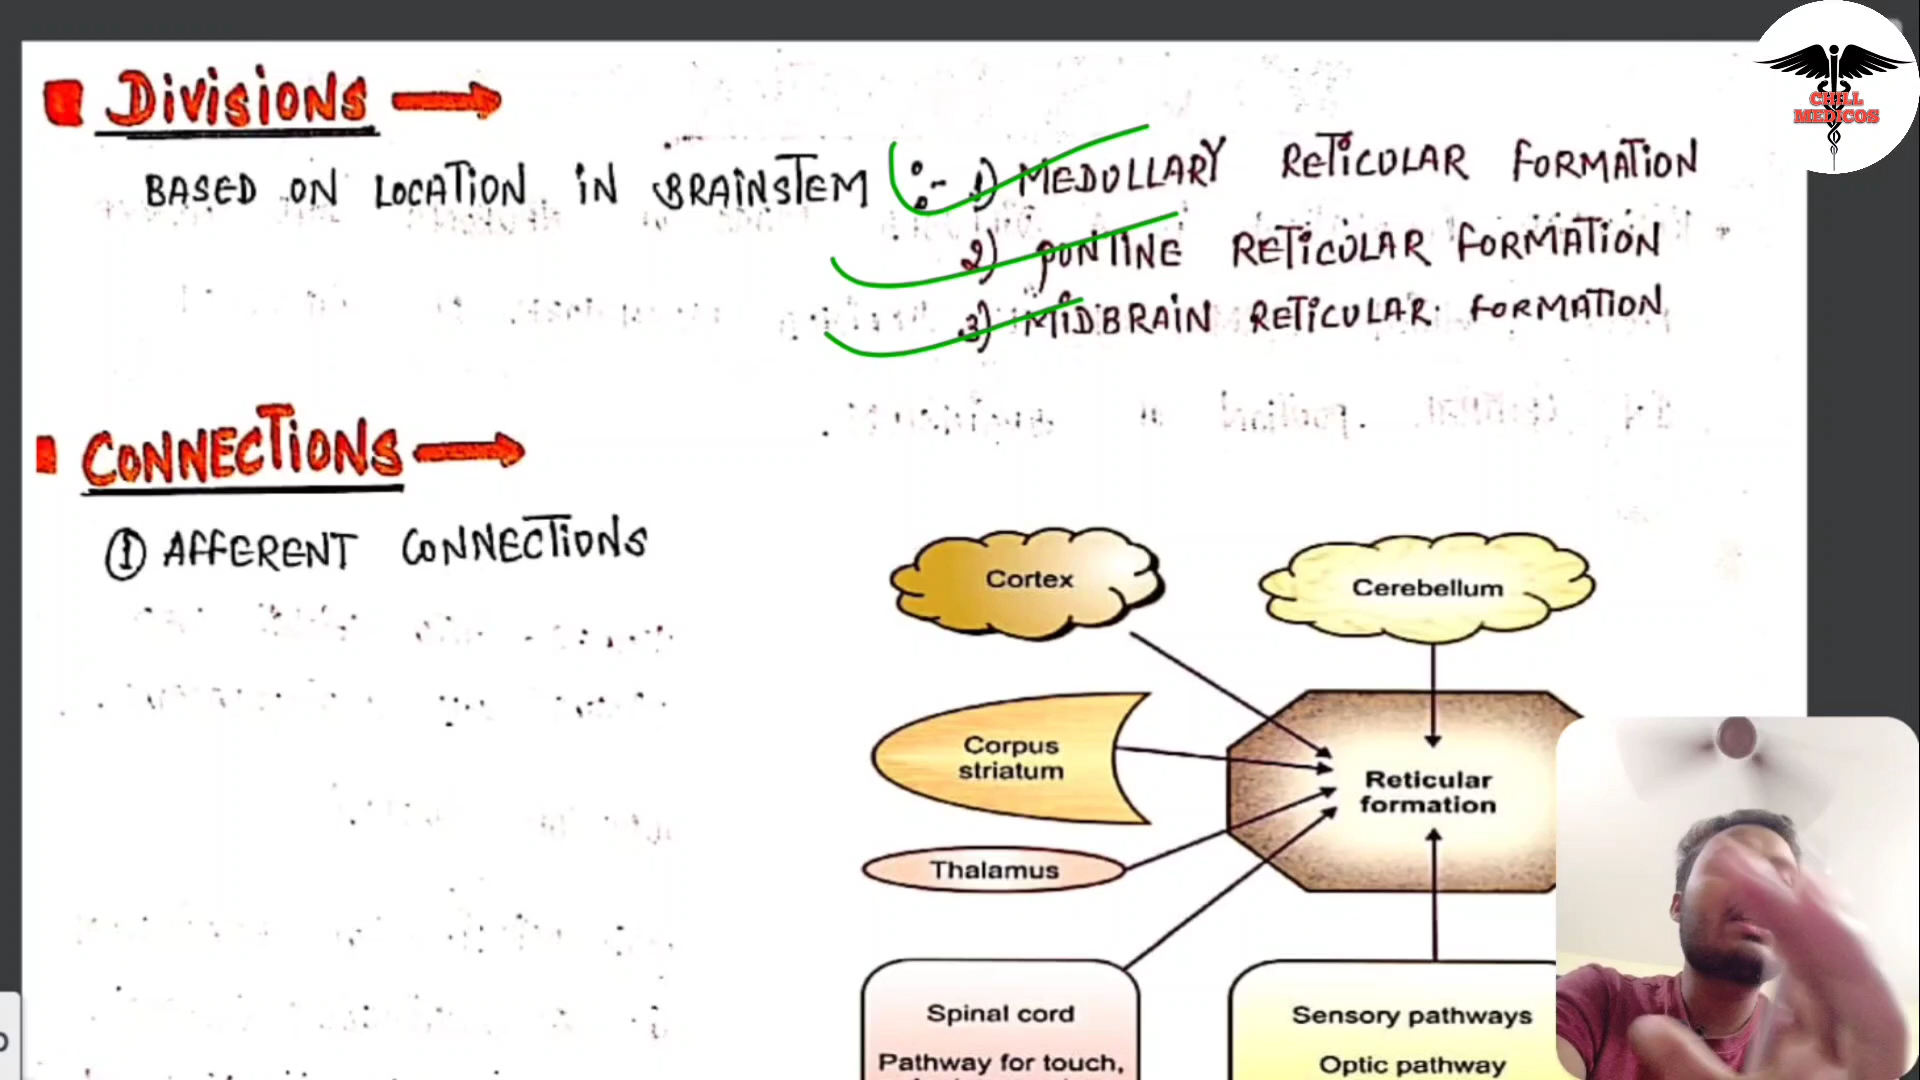 DIVISIONS
BASED ON LOCATION IN BRAINSTEM :- 1) MEDULLARY RETICULAR FORMATION
2) PONTINE RETICULAR FORMATION
3) MIDBRAIN RETICULAR FORMATION
CONNECTIONS
① AFFERENT CONNECTIONS
Cortex
Cerebellum
Corpus
striatum
Reticular
formation
Thalamus
Spinal cord
Pathway for touch,
Sensory pathways
Optic pathway
CHILL
MEDICOS